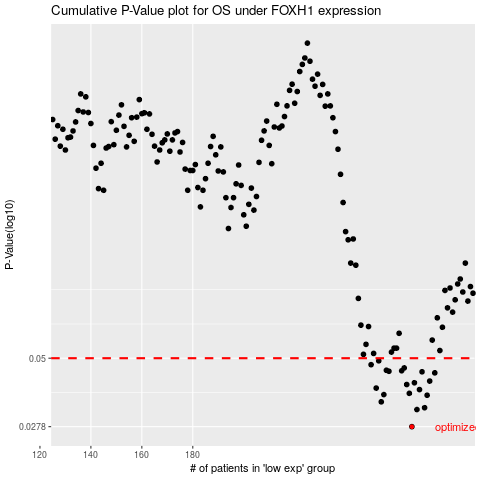 Cumulative P-Value plot for OS under FOXH1 expression
P-Value(log10)
0.05
0.0278
optimize
120 140 160 180
# of patients in 'low exp' group